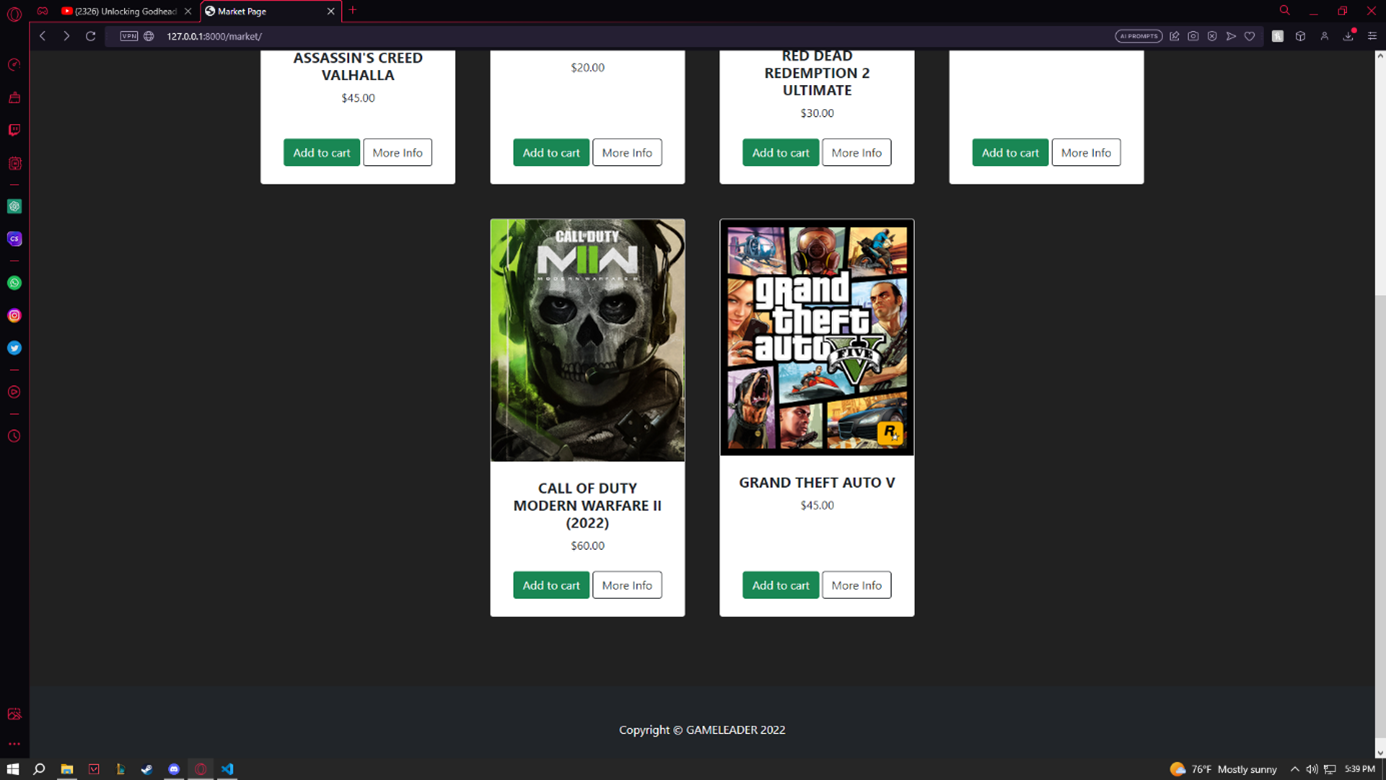 (2326) Unlocking Godhead
Market Page
VPN
127.0.0.1:8000/market/
AI PROMPTS
ASSASSIN'S CREED
VALHALLA
$45.00
Add to cart
More Info
$20.00
Add to cart
More Info
RED DEAD
REDEMPTION 2
ULTIMATE
$30.00
Add to cart
More Info
Add to cart
More Info
CALL OF DUTY
MWII
MODERN WARFARE II
CALL OF DUTY
MODERN WARFARE II
(2022)
$60.00
Add to cart
More Info
grand
theft
auto V
FIVE
R
GRAND THEFT AUTO V
$45.00
Add to cart
More Info
CS
Copyright © GAMELEADER 2022
76°F Mostly sunny
5:39 PM